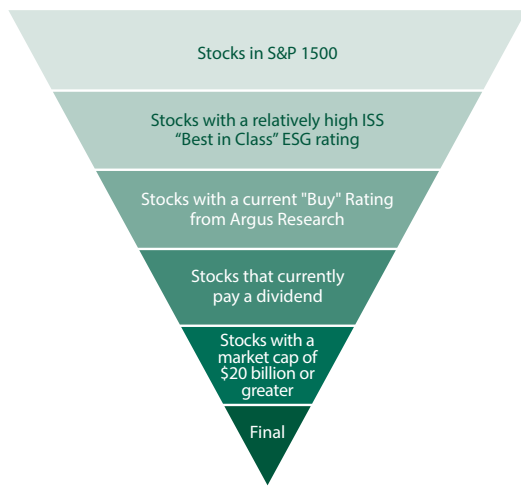 Stocks in S&P 1500
Stocks with a relatively high ISS
“Best in Class” ESG rating
Stocks with a current "Buy" Rating
from Argus Research
Stocks that currently
pay a dividend
Stocks with a
market cap of
$20 billion or
greater
Final